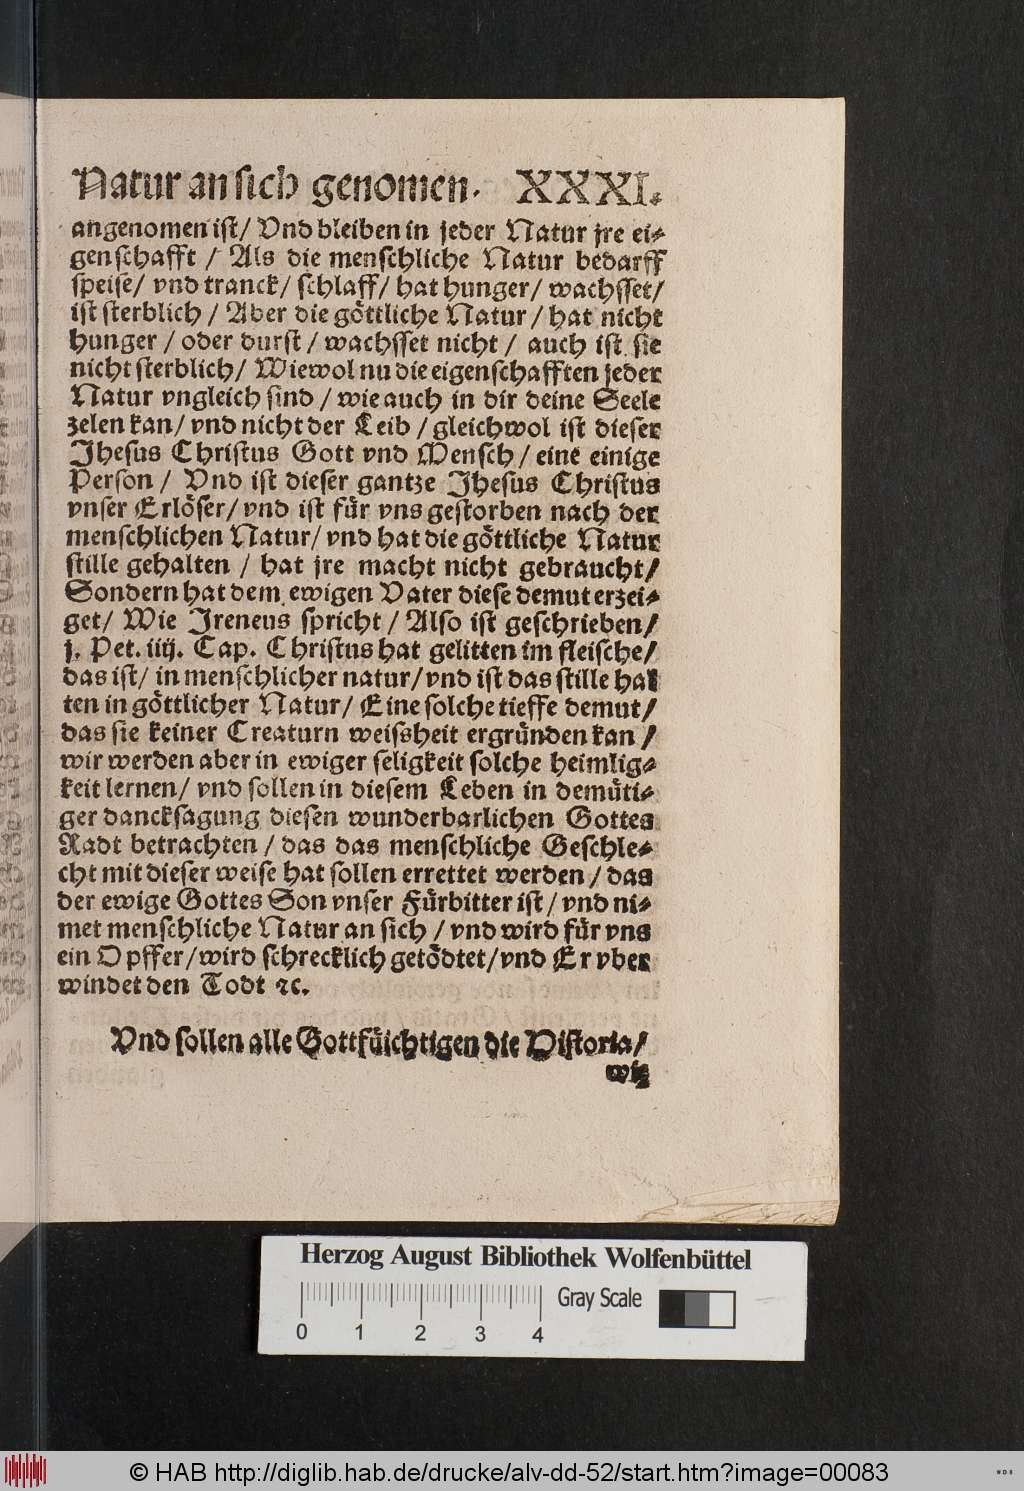 Natur an sich genomen. XXXI.
angenomen ist/ Vnd bleiben in jeder Natur jre ei-
genschafft / Als die menschliche Natur bedarff
speise/ vnd tranck/ schlaff/ hat hunger/ wachsset/
ist sterblich / Aber die göttliche Natur / hat nicht
hunger / oder durst / wachsset nicht / auch ist sie
nicht sterblich/ Wiewol nu die eigenschafften jeder
Natur vngleich sind / wie auch in dir deine Seele
zelen kan/ vnd nicht der Leib / gleichwol ist dieser
Jhesus Christus Gott vnd Mensch / eine einige
Person / Vnd ist dieser gantze Jhesus Christus
vnser Erlöser/ vnd ist für vns gestorben nach der
menschlichen Natur/ vnd hat die göttliche Natur
stille gehalten / hat jre macht nicht gebraucht/
Sondern hat dem ewigen Vater diese demut erzei-
get/ Wie Ireneus spricht / Also ist geschrieben/
j. Pet. iiij. Cap. Christus hat gelitten im fleische/
das ist/ in menschlicher natur/ vnd ist das stille hal
ten in göttlicher Natur/ Eine solche tieffe demut/
das sie keiner Creaturn weissheit ergründen kan /
wir werden aber in ewiger seligkeit solche heimlig-
keit lernen/ vnd sollen in diesem Leben in demüti-
ger dancksagung diesen wunderbarlichen Gottes
Radt betrachten / das das menschliche Geschle-
cht mit dieser weise hat sollen errettet werden / das
der ewige Gottes Son vnser Fürbitter ist / vnd ni-
met menschliche Natur an sich / vnd wird für vns
ein Opffer/ wird schrecklich getödtet/ vnd Er vber
windet den Todt ꝛc.
Vnd sollen alle Gottfüichtigen die Historia/
wie
Herzog August Bibliothek Wolfenbüttel
Gray Scale
0 1 2 3 4
© HAB http://diglib.hab.de/drucke/alv-dd-52/start.htm?image=00083